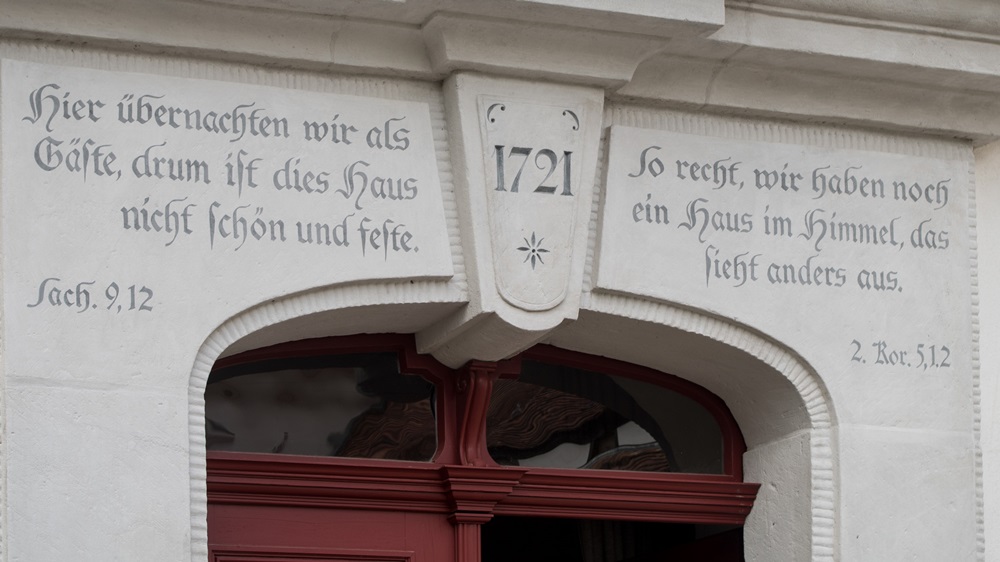 Hier übernachten wir als
Gäſte, drum iſt dies Haus
nicht ſchön und feſte.
Sach. 9,12
1721
So recht, wir haben noch
ein Haus im Himmel, das
ſieht anders aus.
2. Kor. 5,1.2